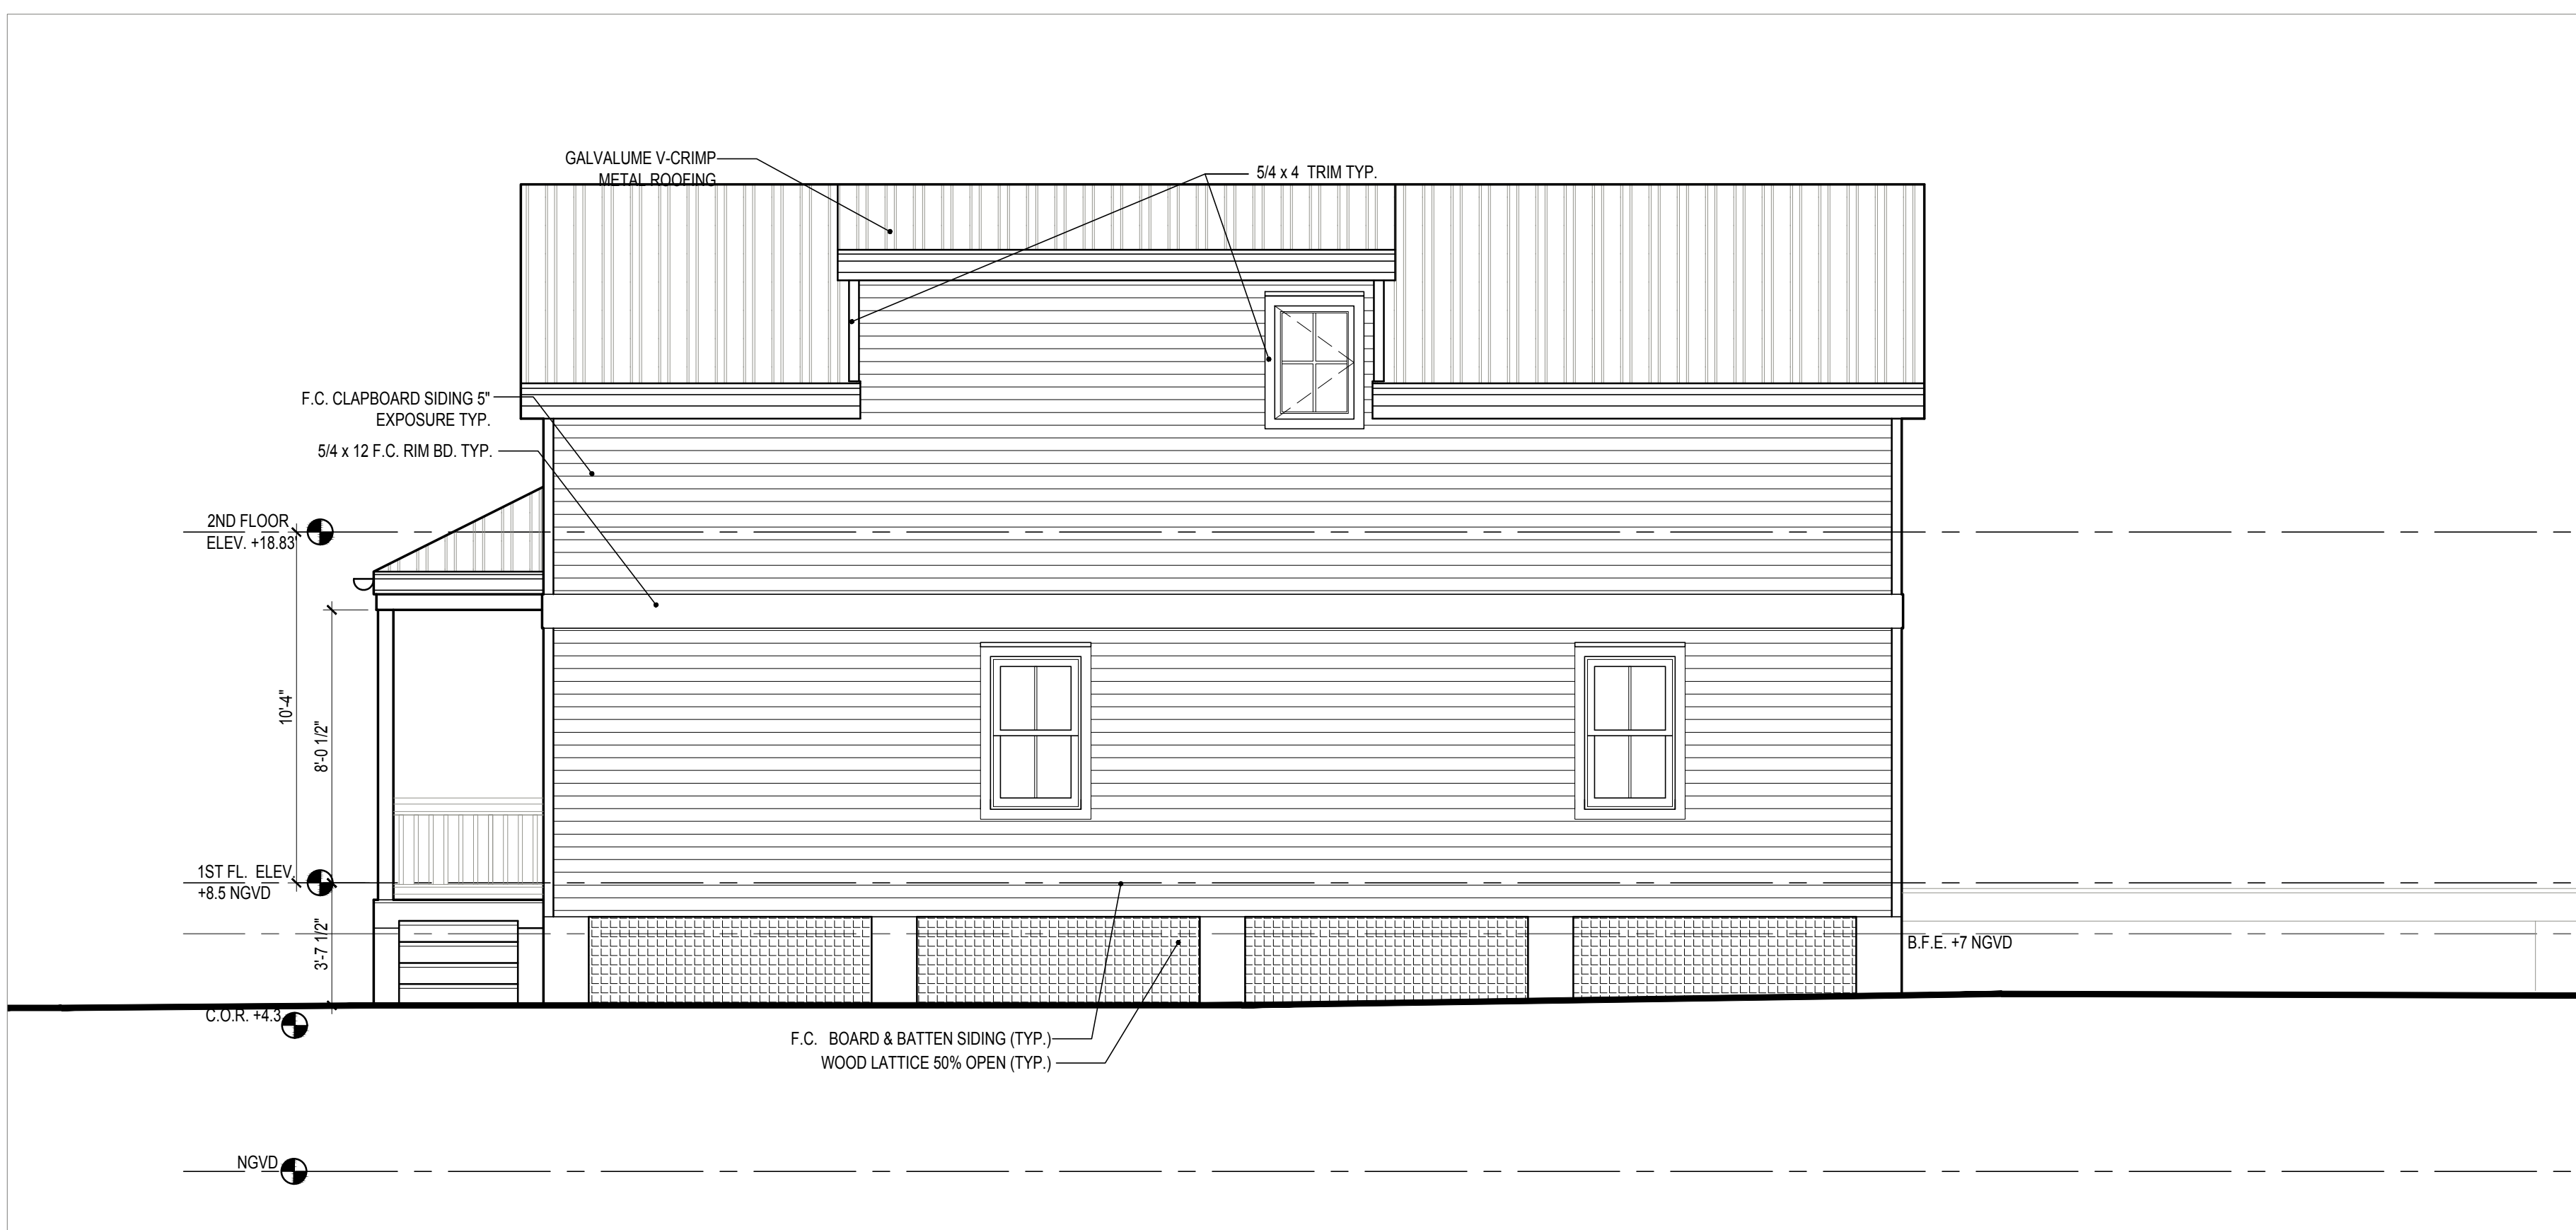 GALVALUME V-CRIMP
METAL ROOFING
5/4 x 4 TRIM TYP.
F.C. CLAPBOARD SIDING 5"
EXPOSURE TYP.
5/4 x 12 F.C. RIM BD. TYP.
2ND FLOOR
ELEV. +18.83'
10'-4"
8'-0 1/2"
1ST FL. ELEV.
+8.5 NGVD
3'-7 1/2"
B.F.E. +7 NGVD
C.O.R. +4.3
F.C. BOARD & BATTEN SIDING (TYP.)
WOOD LATTICE 50% OPEN (TYP.)
NGVD